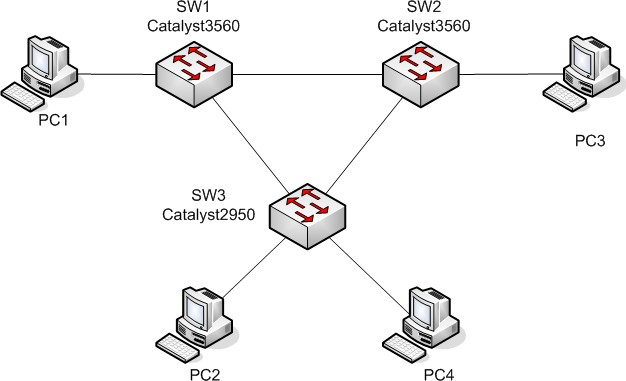 SW1
Catalyst3560
SW2
Catalyst3560
PC1
PC3
SW3
Catalyst2950
PC2
PC4